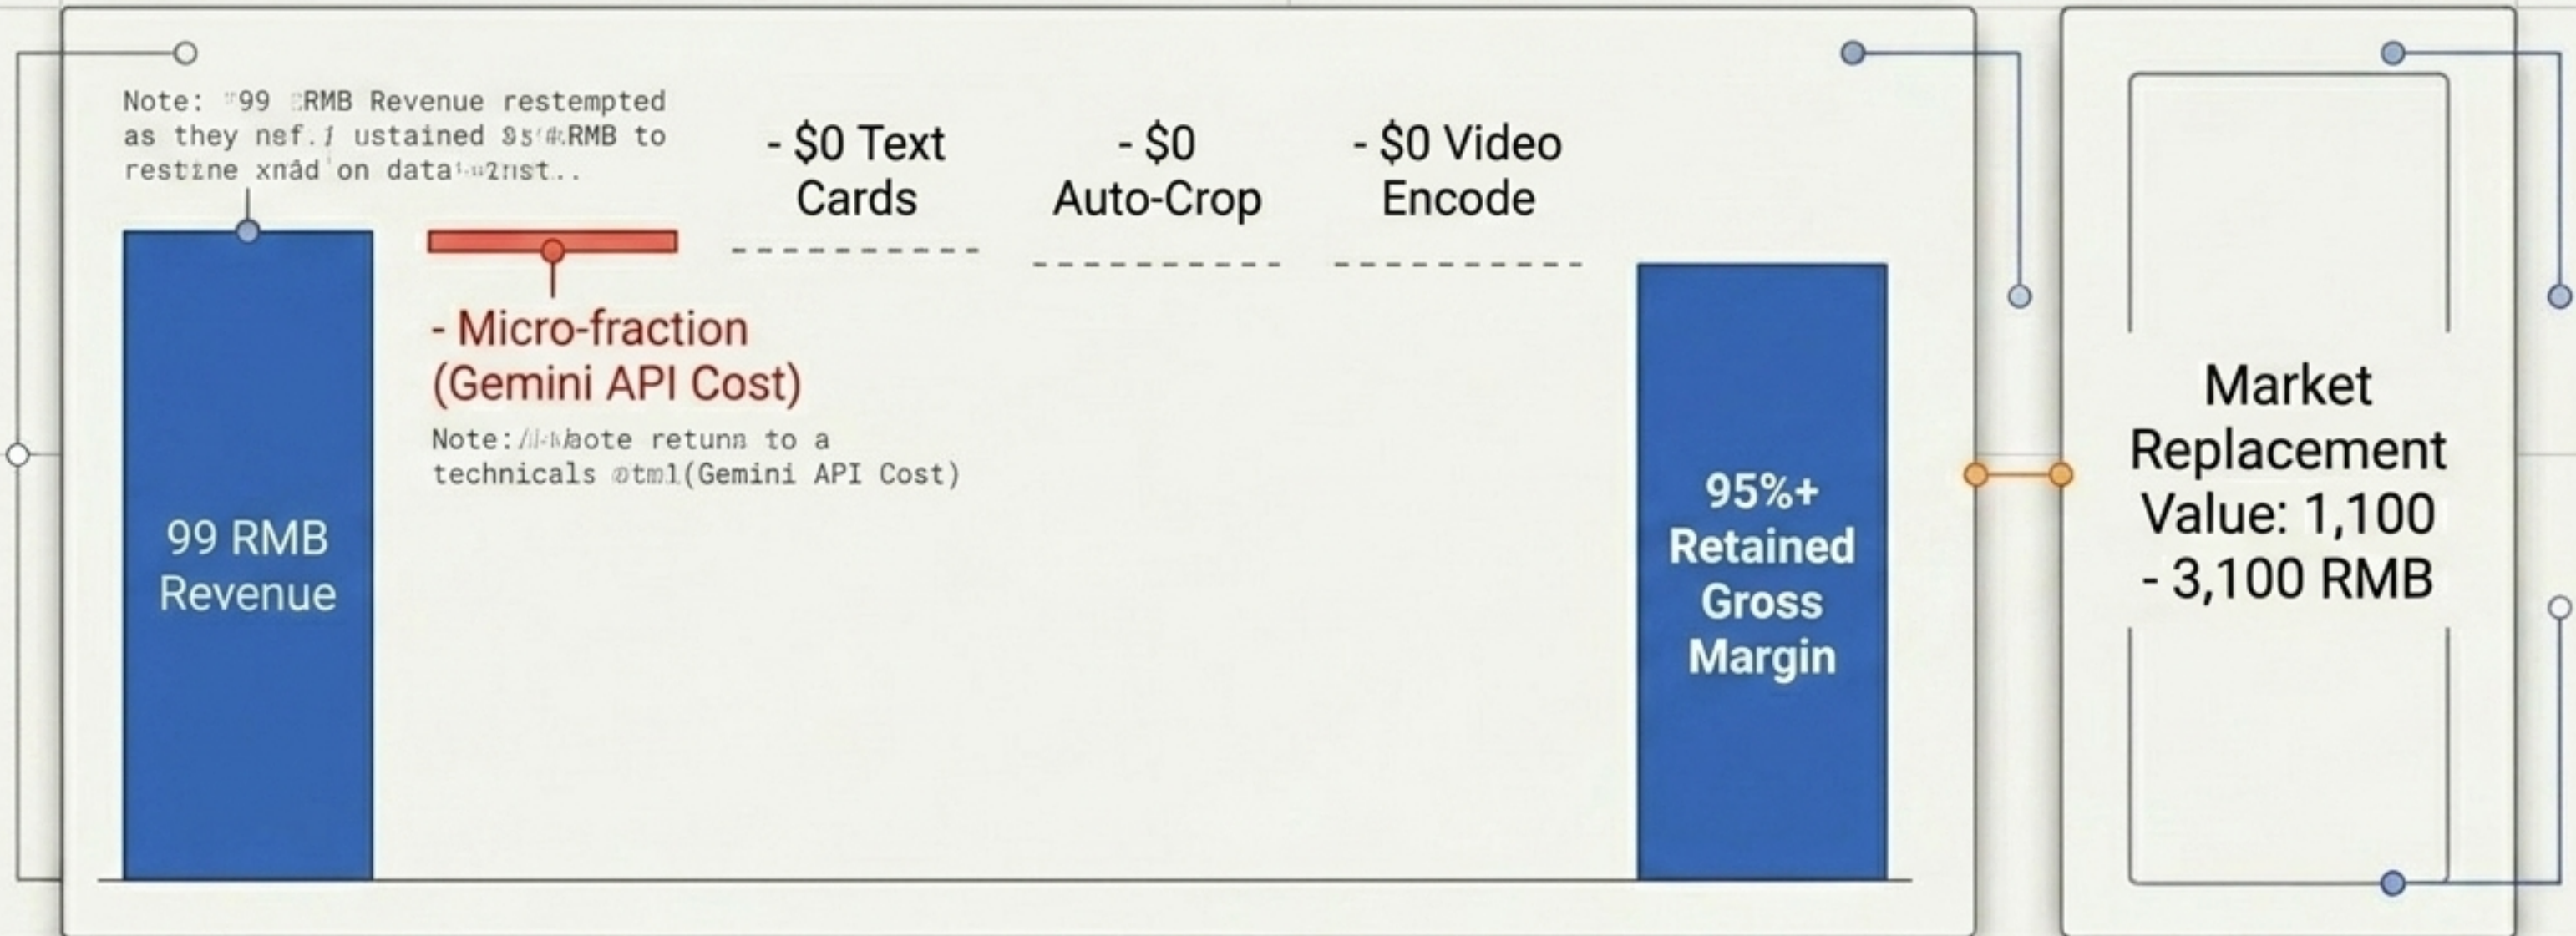 Note: 99 RMB Revenue restempted
as they ustained RMB to
on
- $0 Text
Cards
- $0
Auto-Crop
- $0 Video
Encode
- Micro-fraction
(Gemini API Cost)
Note: to a
technicals (Gemini API Cost)
99 RMB
Revenue
95%+
Retained
Gross
Margin
Market
Replacement
Value: 1,100
- 3,100 RMB